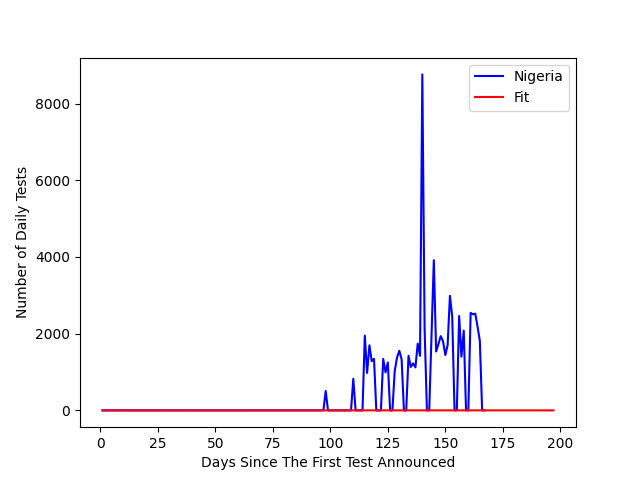 Nigeria
Fit
8000
6000
4000
2000
0
Number of Daily Tests
0 25 50 75 100 125 150 175 200
Days Since The First Test Announced